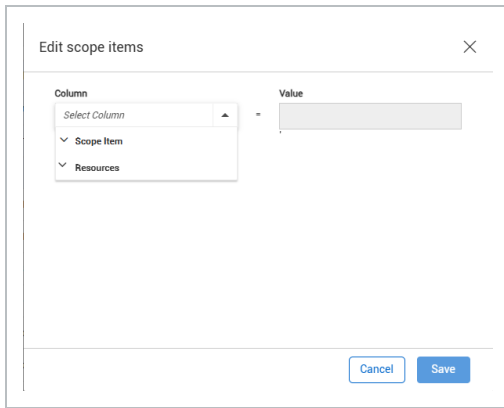 Edit scope items
Column
Value
Select Column
=
Scope Item
Resources
Cancel
Save